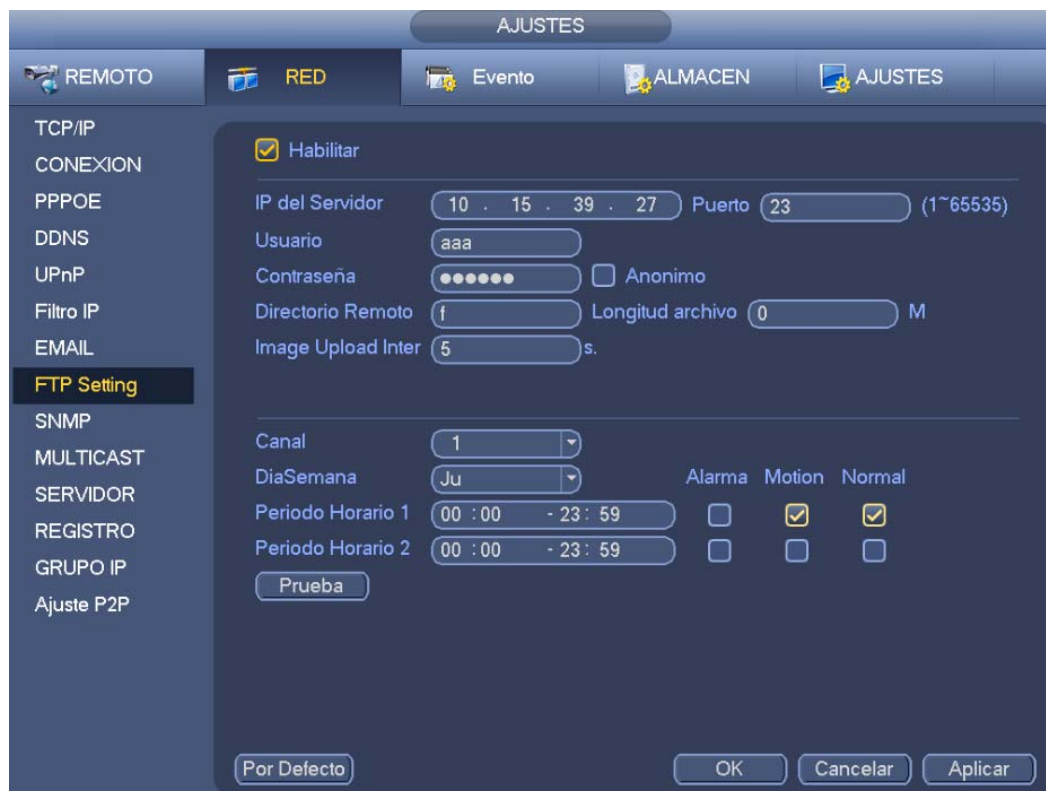 AJUSTES
REMOTO RED Evento ALMACEN AJUSTES
TCP/IP
CONEXION
PPPOE
DDNS
UPnP
Filtro IP
EMAIL
FTP Setting
SNMP
MULTICAST
SERVIDOR
REGISTRO
GRUPO IP
Ajuste P2P
Habilitar
IP del Servidor 10 . 15 . 39 . 27 Puerto 23 (1~65535)
Usuario aaa
Contraseña ●●●●●● Anonimo
Directorio Remoto f Longitud archivo 0 M
Image Upload Inter 5 s.
Canal 1
DiaSemana Ju Alarma Motion Normal
Periodo Horario 1 00 :00 - 23: 59
Periodo Horario 2 00 :00 - 23: 59
Prueba
Por Defecto OK Cancelar Aplicar